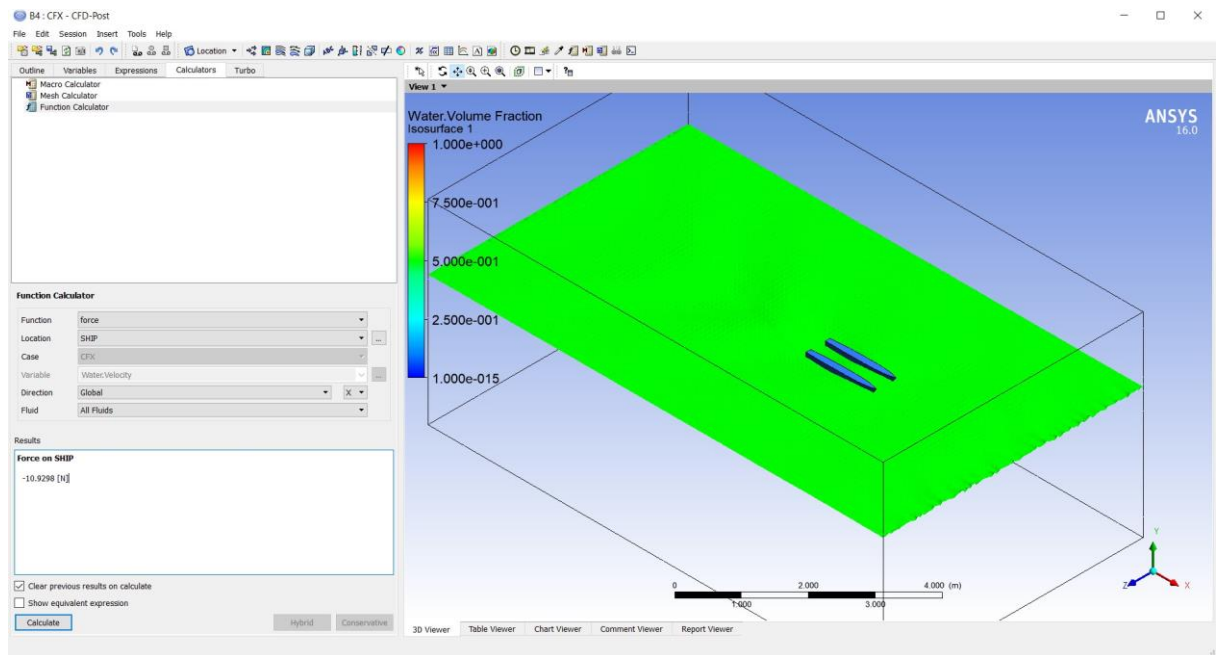 B4 : CFX - CFD-Post
File Edit Session Insert Tools Help
Location
Outline Variables Expressions Calculators Turbo
Macro Calculator
Mesh Calculator
Function Calculator
Function Calculator
Function force
Location SHIP ...
Case CFX
Variable Water.Velocity ...
Direction Global X
Fluid All Fluids
Results
Force on SHIP
-10.9298 [N]
Clear previous results on calculate
Show equivalent expression
Calculate Hybrid Conservative
View 1
Water.Volume Fraction
Isosurface 1
1.000e+000
7.500e-001
5.000e-001
2.500e-001
1.000e-015
ANSYS
16.0
0 2.000 4.000 (m)
1.000 3.000
Y
Z X
3D Viewer Table Viewer Chart Viewer Comment Viewer Report Viewer